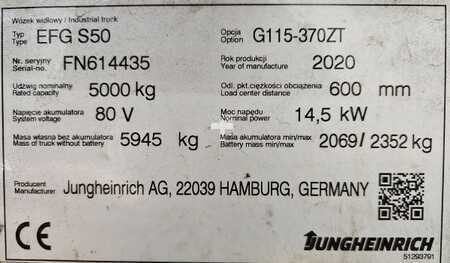 Wózek widłowy / Industrial truck
Typ Type EFG S50 Opcja Option G115-370ZT
Nr. seryjny Serial-no. FN614435 Rok produkcji Year of manufacture 2020
Udźwig nominalny Rated capacity 5000 kg Odl. pkt.ciężkości obciążenia Load center distance 600 mm
Napięcie akumulatora System voltage 80 V Moc napędu Nominal power 14,5 kW
Masa własna bez akumulatora Mass of truck without battery 5945 kg Masa akumulatora min/max Battery mass min/max 2069/2352 kg
Producent Manufacturer Jungheinrich AG, 22039 HAMBURG, GERMANY
CE JUNGHEINRICH
51293791